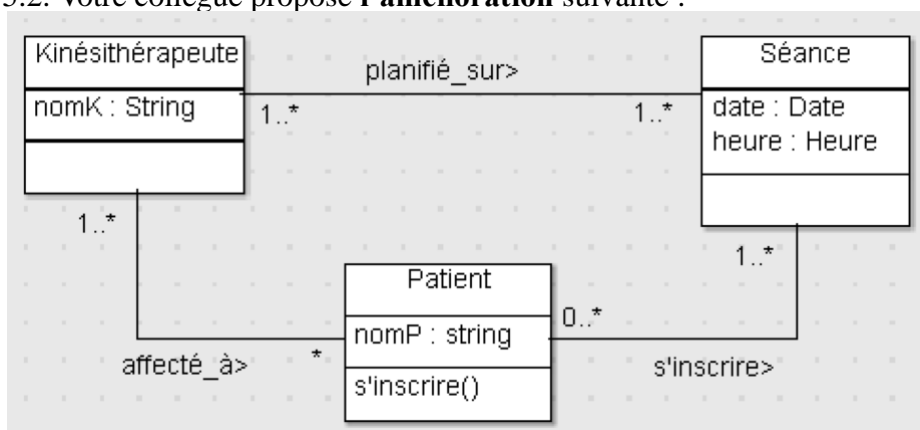 3.2. Votre collègue propose l'amélioration suivante :
Kinésithérapeute
nomK : String
planifié_sur>
1..*
1..*
Séance
date : Date
heure : Heure
1..*
1..*
Patient
nomP : string
s'inscrire()
0..*
*
affecté_à>
s'inscrire>